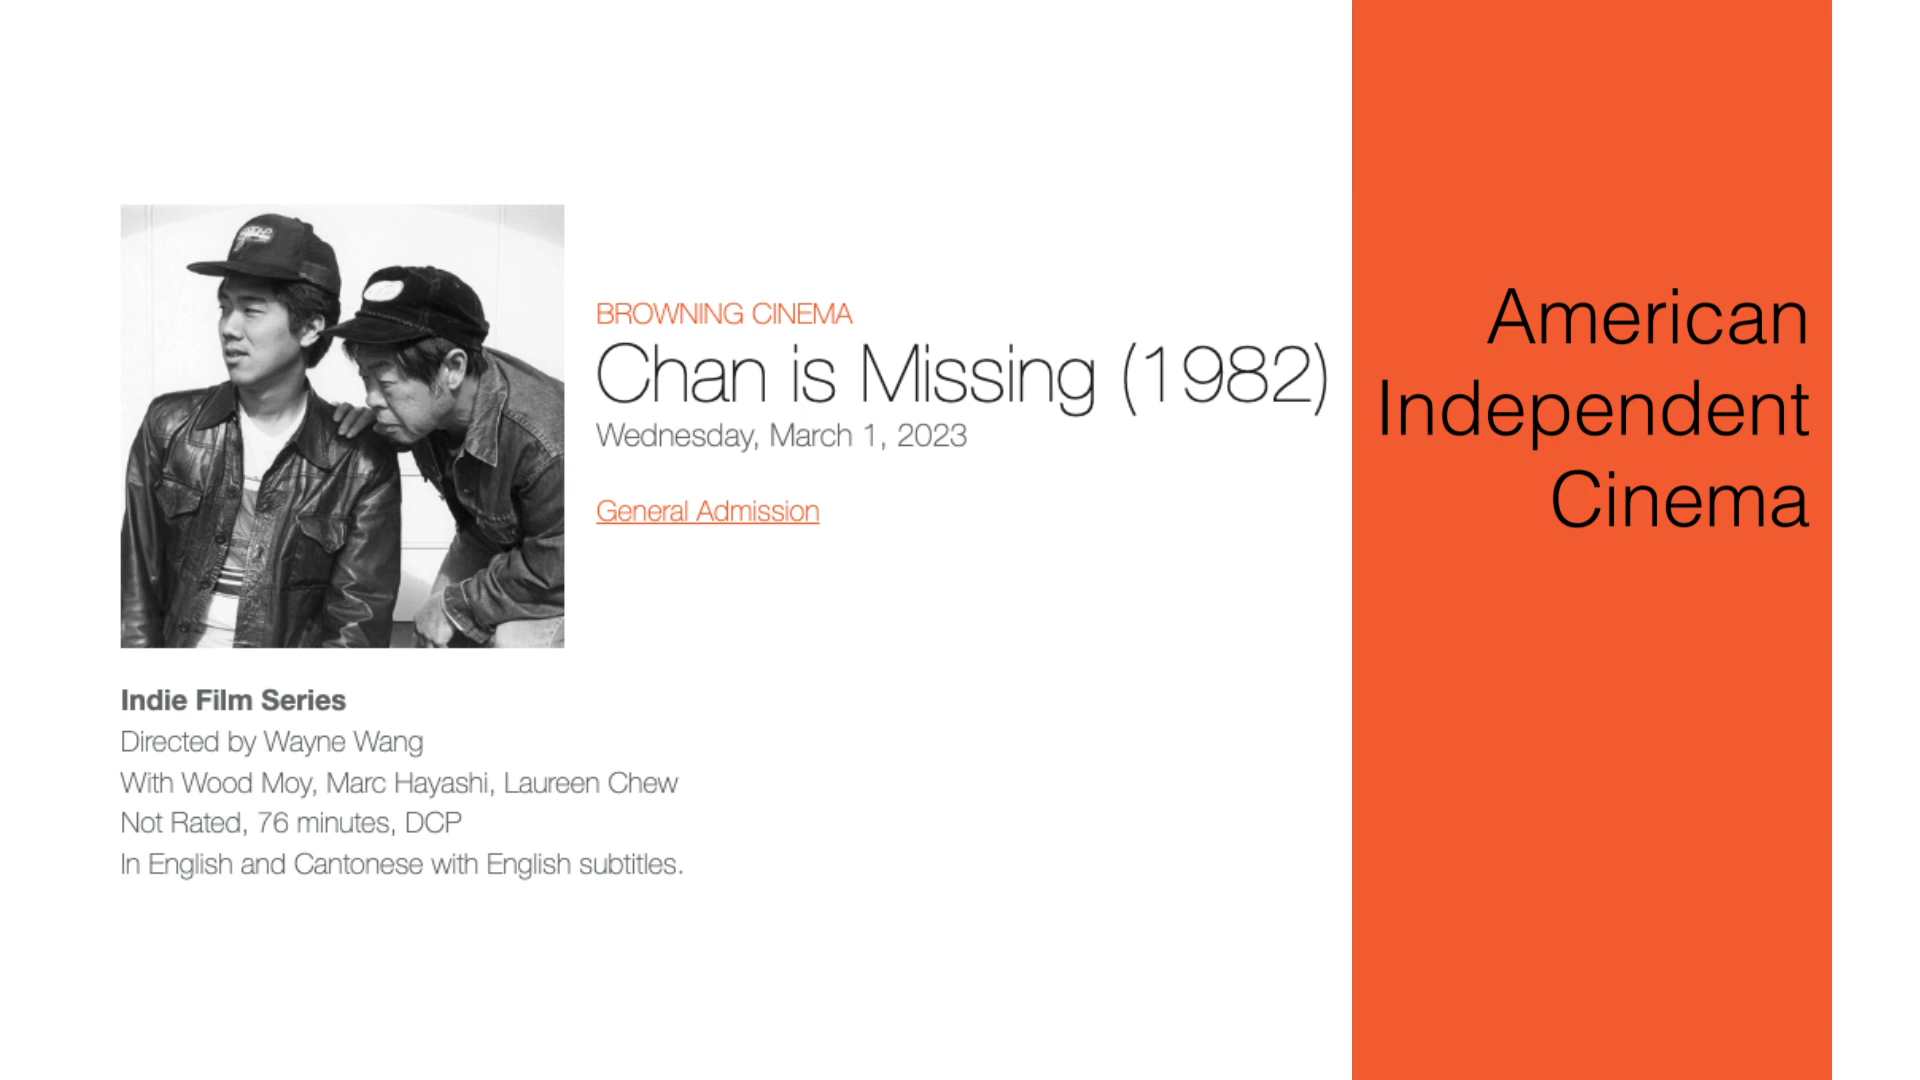 BROWNING CINEMA
Chan is Missing (1982)
Wednesday, March 1, 2023
General Admission
Indie Film Series
Directed by Wayne Wang
With Wood Moy, Marc Hayashi, Laureen Chew
Not Rated, 76 minutes, DCP
In English and Cantonese with English subtitles.
American
Independent
Cinema